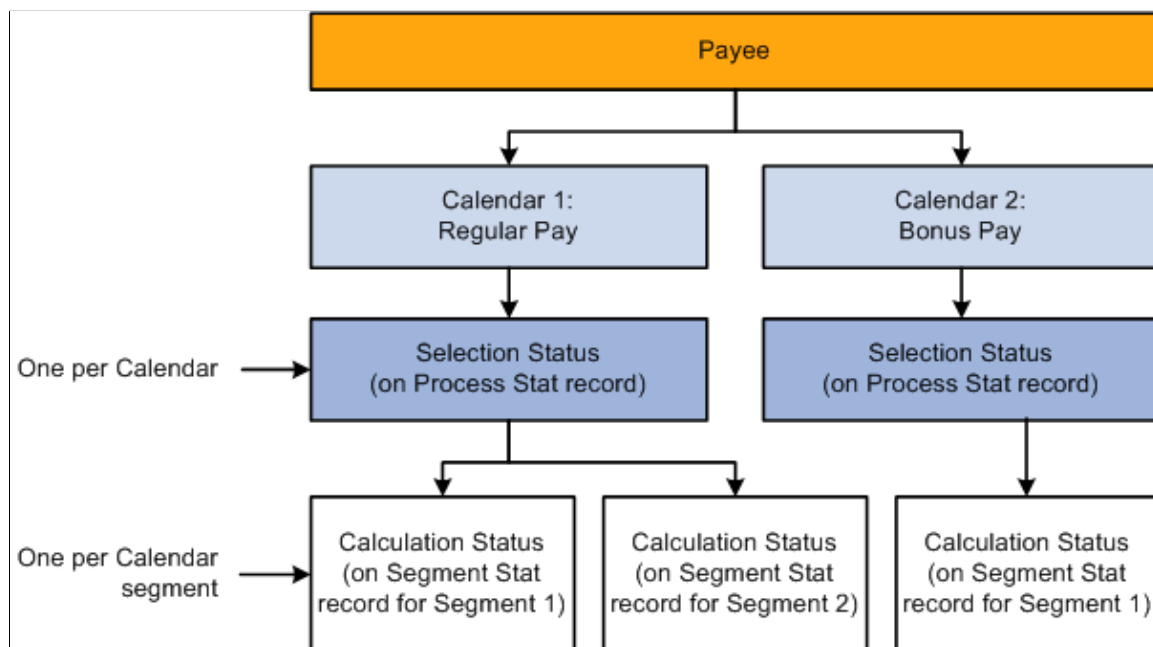 Payee
Calendar 1:
Regular Pay
Calendar 2:
Bonus Pay
One per Calendar
Selection Status
(on Process Stat record)
Selection Status
(on Process Stat record)
One per Calendar
segment
Calculation Status
(on Segment Stat
record for Segment 1)
Calculation Status
(on Segment Stat
record for Segment 2)
Calculation Status
(on Segment Stat
record for Segment 1)